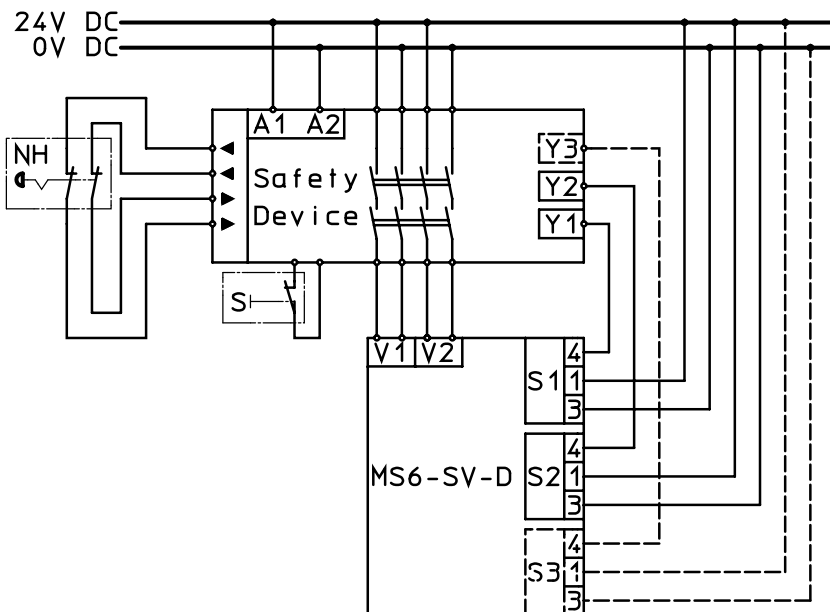 24V DC
0V DC
A1 A2
NH
Y3
Safety
Y2
Device
Y1
S
V1 V2
4
S1 1
3
4
MS6-SV-D S2 1
3
4
S3 1
3